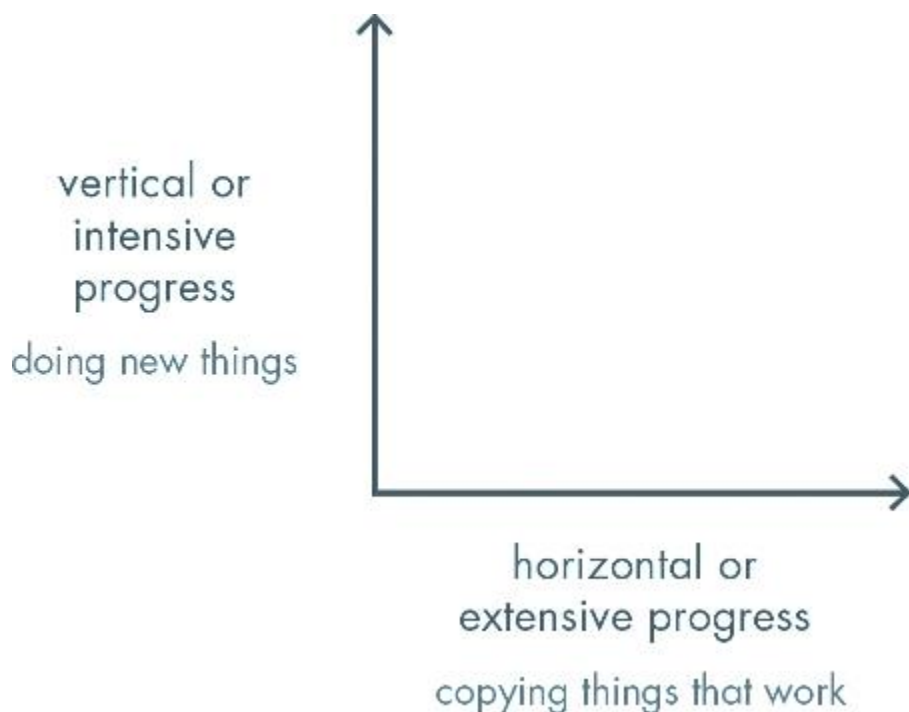 vertical or
intensive
progress
doing new things
horizontal or
extensive progress
copying things that work